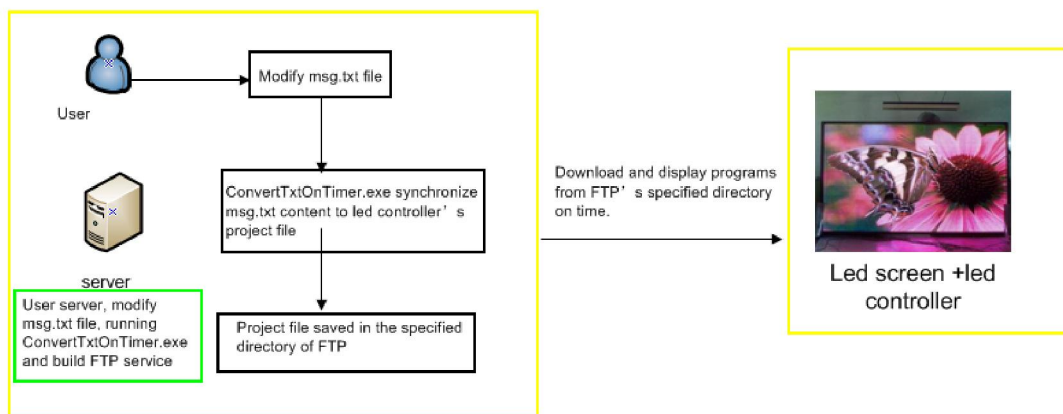 User
Modify msg.txt file
ConvertTxtOnTimer.exe synchronize
msg.txt content to led controller’s
project file
server
User server, modify
msg.txt file, running
ConvertTxtOnTimer.exe
and build FTP service
Project file saved in the specified
directory of FTP
Download and display programs
from FTP’s specified directory
on time.
Led screen +led
controller